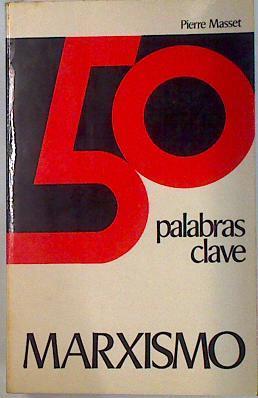 Pierre Masset
50
palabras
clave
MARXISMO